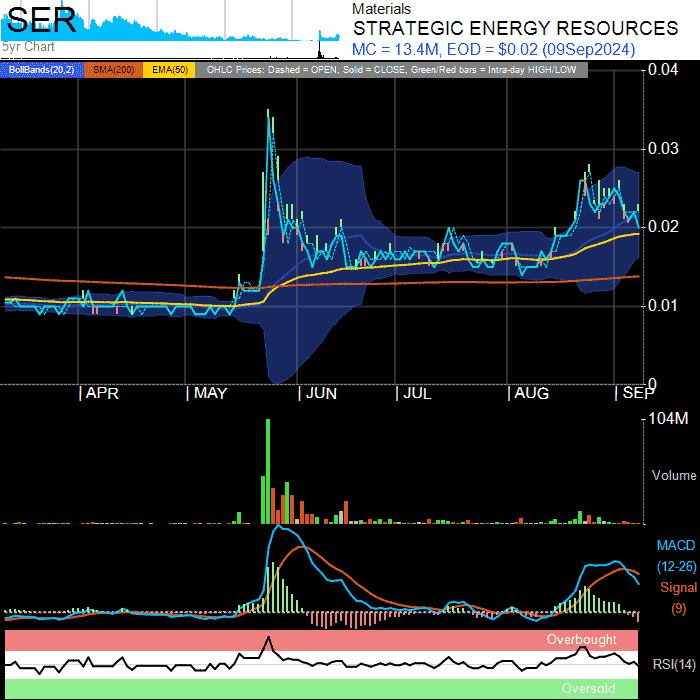 SER
Materials
STRATEGIC ENERGY RESOURCES
5yr Chart
MC = 13.4M, EOD = $0.02 (09Sep2024)
BollBands(20,2) SMA(200) EMA(50) OHLC Prices: Dashed = OPEN, Solid = CLOSE, Green/Red bars = Intra-day HIGH/LOW
0.04
0.03
0.02
0.01
0
APR MAY JUN JUL AUG SEP
104M
Volume
MACD
(12-26)
Signal
(9)
Overbought
RSI(14)
Oversold